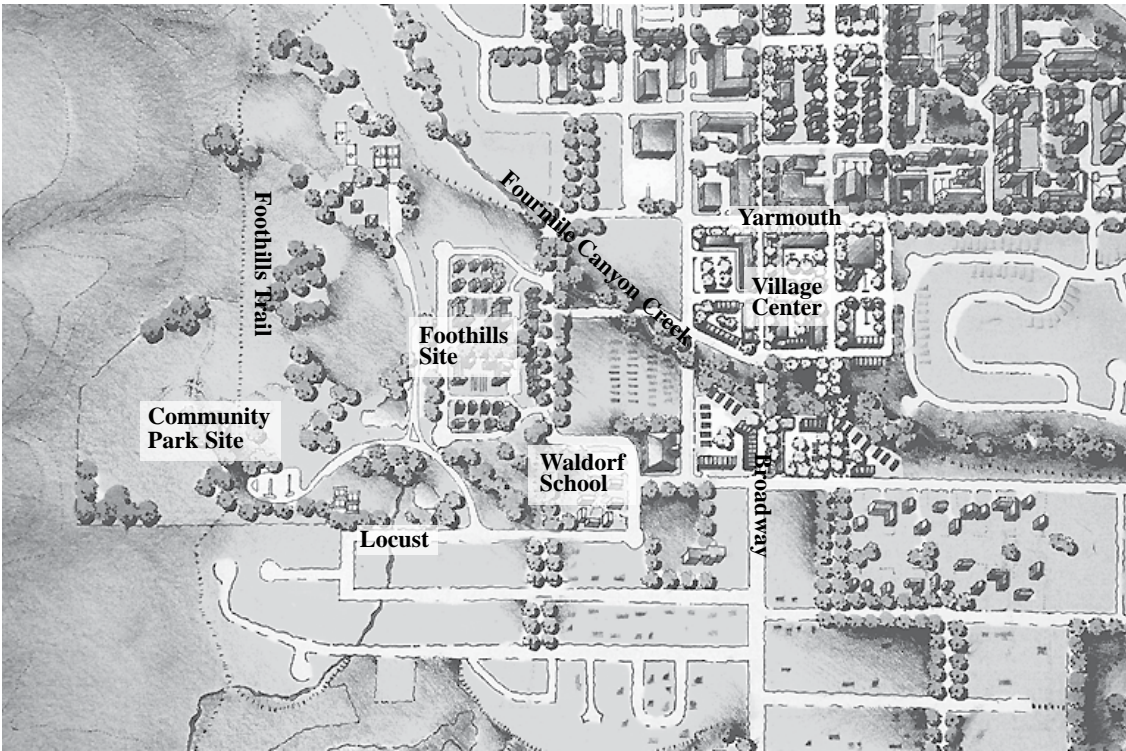 Fourmile Canyon Creek
Yarmouth
Foothills Trail
Village
Center
Foothills
Site
Community
Park Site
Waldorf
School
Broadway
Locust